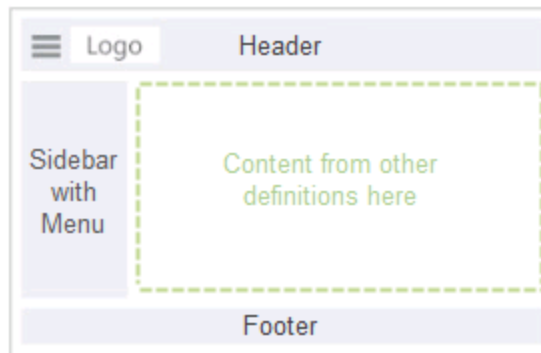 Logo
Header
Sidebar
with
Menu
Content from other
definitions here
Footer